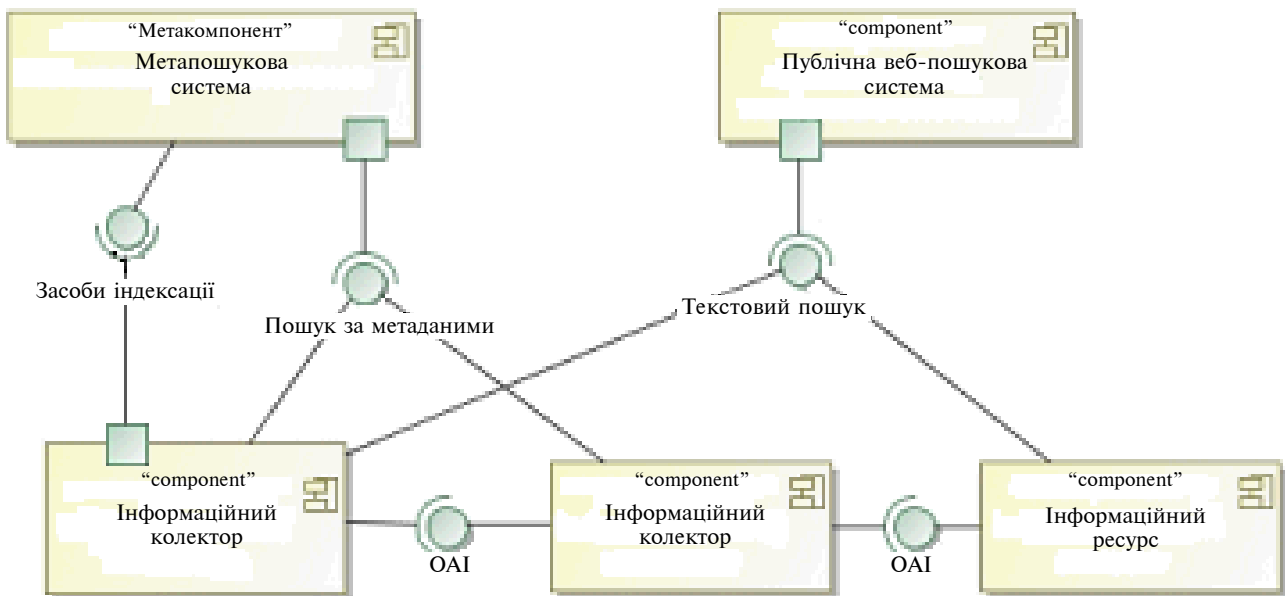 “Метакомпонент”
Метапошукова
система
“component”
Публічна веб-пошукова
система
Засоби індексації
Пошук за метаданими
Текстовий пошук
“component”
Інформаційний
колектор
OAI
“component”
Інформаційний
колектор
OAI
“component”
Інформаційний
ресурс